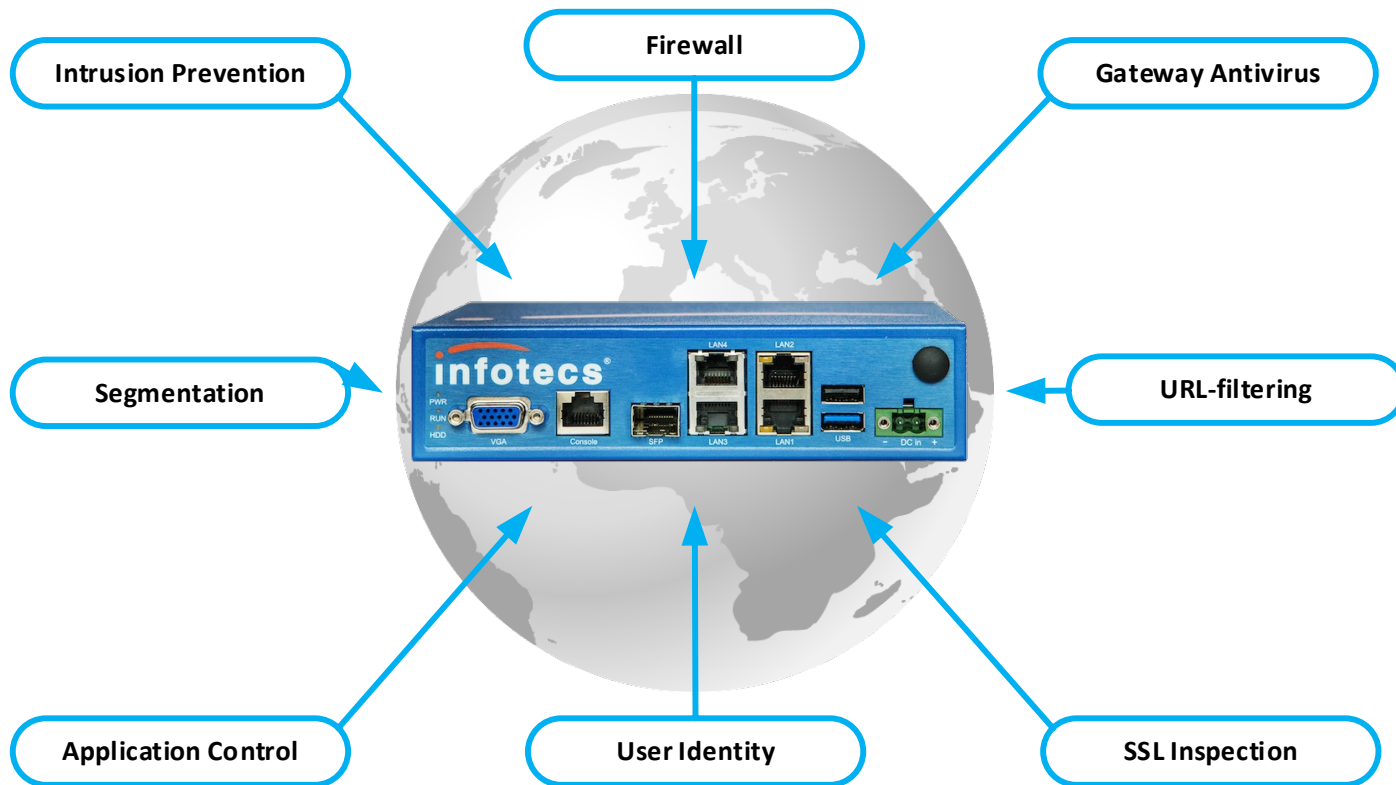 Firewall
Intrusion Prevention
Gateway Antivirus
LAN4
LAN2
infotecs®
Segmentation
URL-filtering
PWR
RUN
HDD
VGA
Console
SFP
LAN3
LAN1
USB
− DC in +
Application Control
User Identity
SSL Inspection